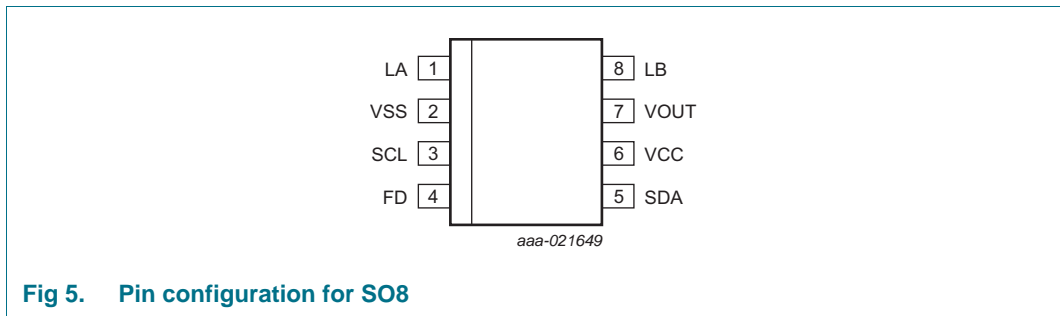 LA 1 8 LB
VSS 2 7 VOUT
SCL 3 6 VCC
FD 4 5 SDA
aaa-021649
Fig 5. Pin configuration for SO8